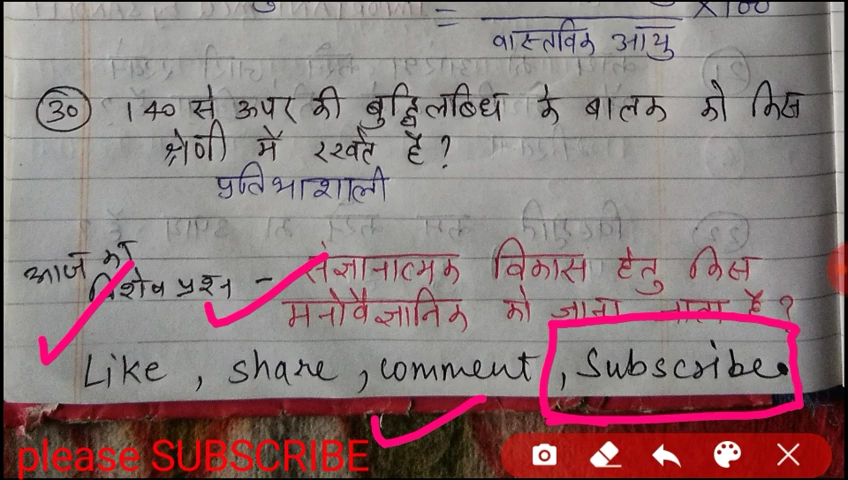 = ×100
वास्तविक आयु
30 140 से ऊपर की बुद्धिलब्धि के बालक को किस
श्रेणी में रखते हैं ?
प्रतिभाशाली
आज का विशेष प्रश्न - संज्ञानात्मक विकास हेतु किस
मनोवैज्ञानिक को जाना जाता है ?
Like , share , comment , Subscribe.
please SUBSCRIBE